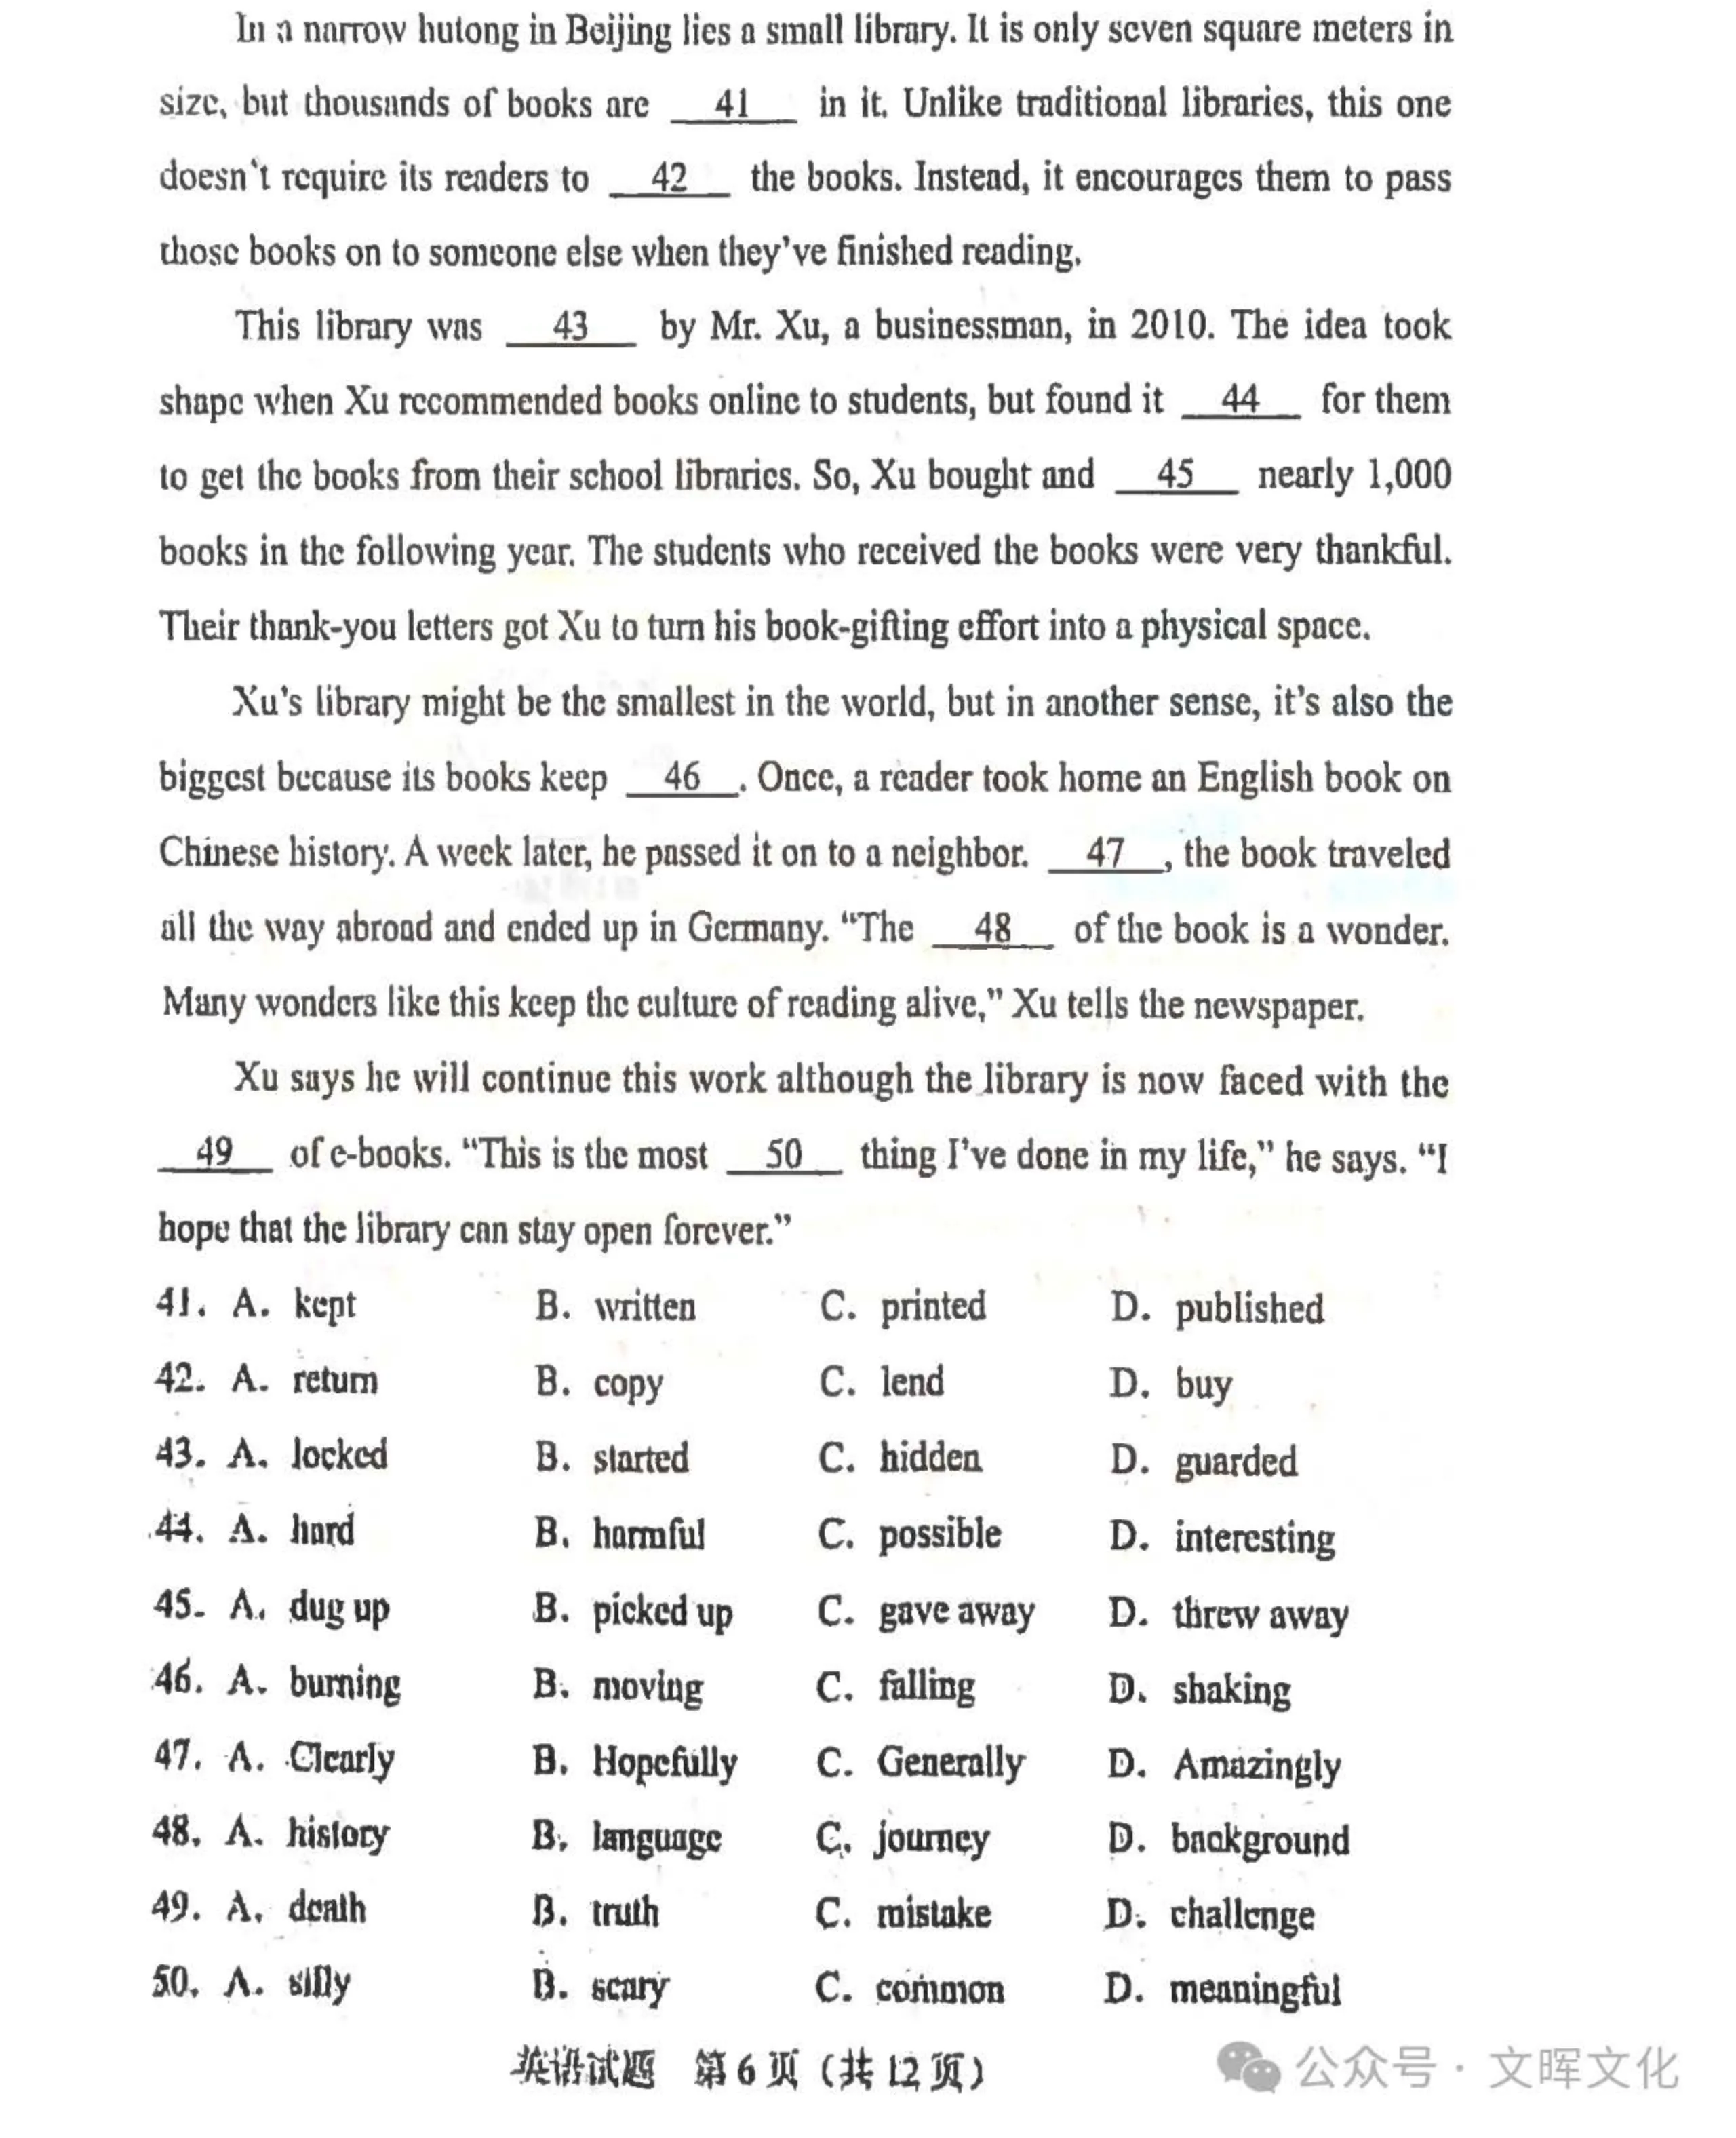 In a narrow hutong in Beijing lies a small library. It is only seven square meters in
size, but thousands of books are 41 in it. Unlike traditional libraries, this one
doesn't require its readers to 42 the books. Instead, it encourages them to pass
those books on to someone else when they've finished reading.
This library was 43 by Mr. Xu, a businessman, in 2010. The idea took
shape when Xu recommended books online to students, but found it 44 for them
to get the books from their school libraries. So, Xu bought and 45 nearly 1,000
books in the following year. The students who received the books were very thankful.
Their thank-you letters got Xu to turn his book-gifting effort into a physical space.
Xu's library might be the smallest in the world, but in another sense, it's also the
biggest because its books keep 46 . Once, a reader took home an English book on
Chinese history. A week later, he passed it on to a neighbor. 47 , the book traveled
all the way abroad and ended up in Germany. "The 48 of the book is a wonder.
Many wonders like this keep the culture of reading alive," Xu tells the newspaper.
Xu says he will continue this work although the library is now faced with the
49 of e-books. "This is the most 50 thing I've done in my life," he says. "I
hope that the library can stay open forever."
41. A. kept B. written C. printed D. published
42. A. return B. copy C. lend D. buy
43. A. locked B. started C. hidden D. guarded
44. A. hard B. harmful C. possible D. interesting
45. A. dug up B. picked up C. gave away D. threw away
46. A. burning B. moving C. falling D. shaking
47. A. Clearly B. Hopefully C. Generally D. Amazingly
48. A. history B. language C. journey D. background
49. A. death B. truth C. mistake D. challenge
50. A. silly B. scary C. common D. meaningful
英语试题 第6页(共12页)
公众号 · 文晖文化